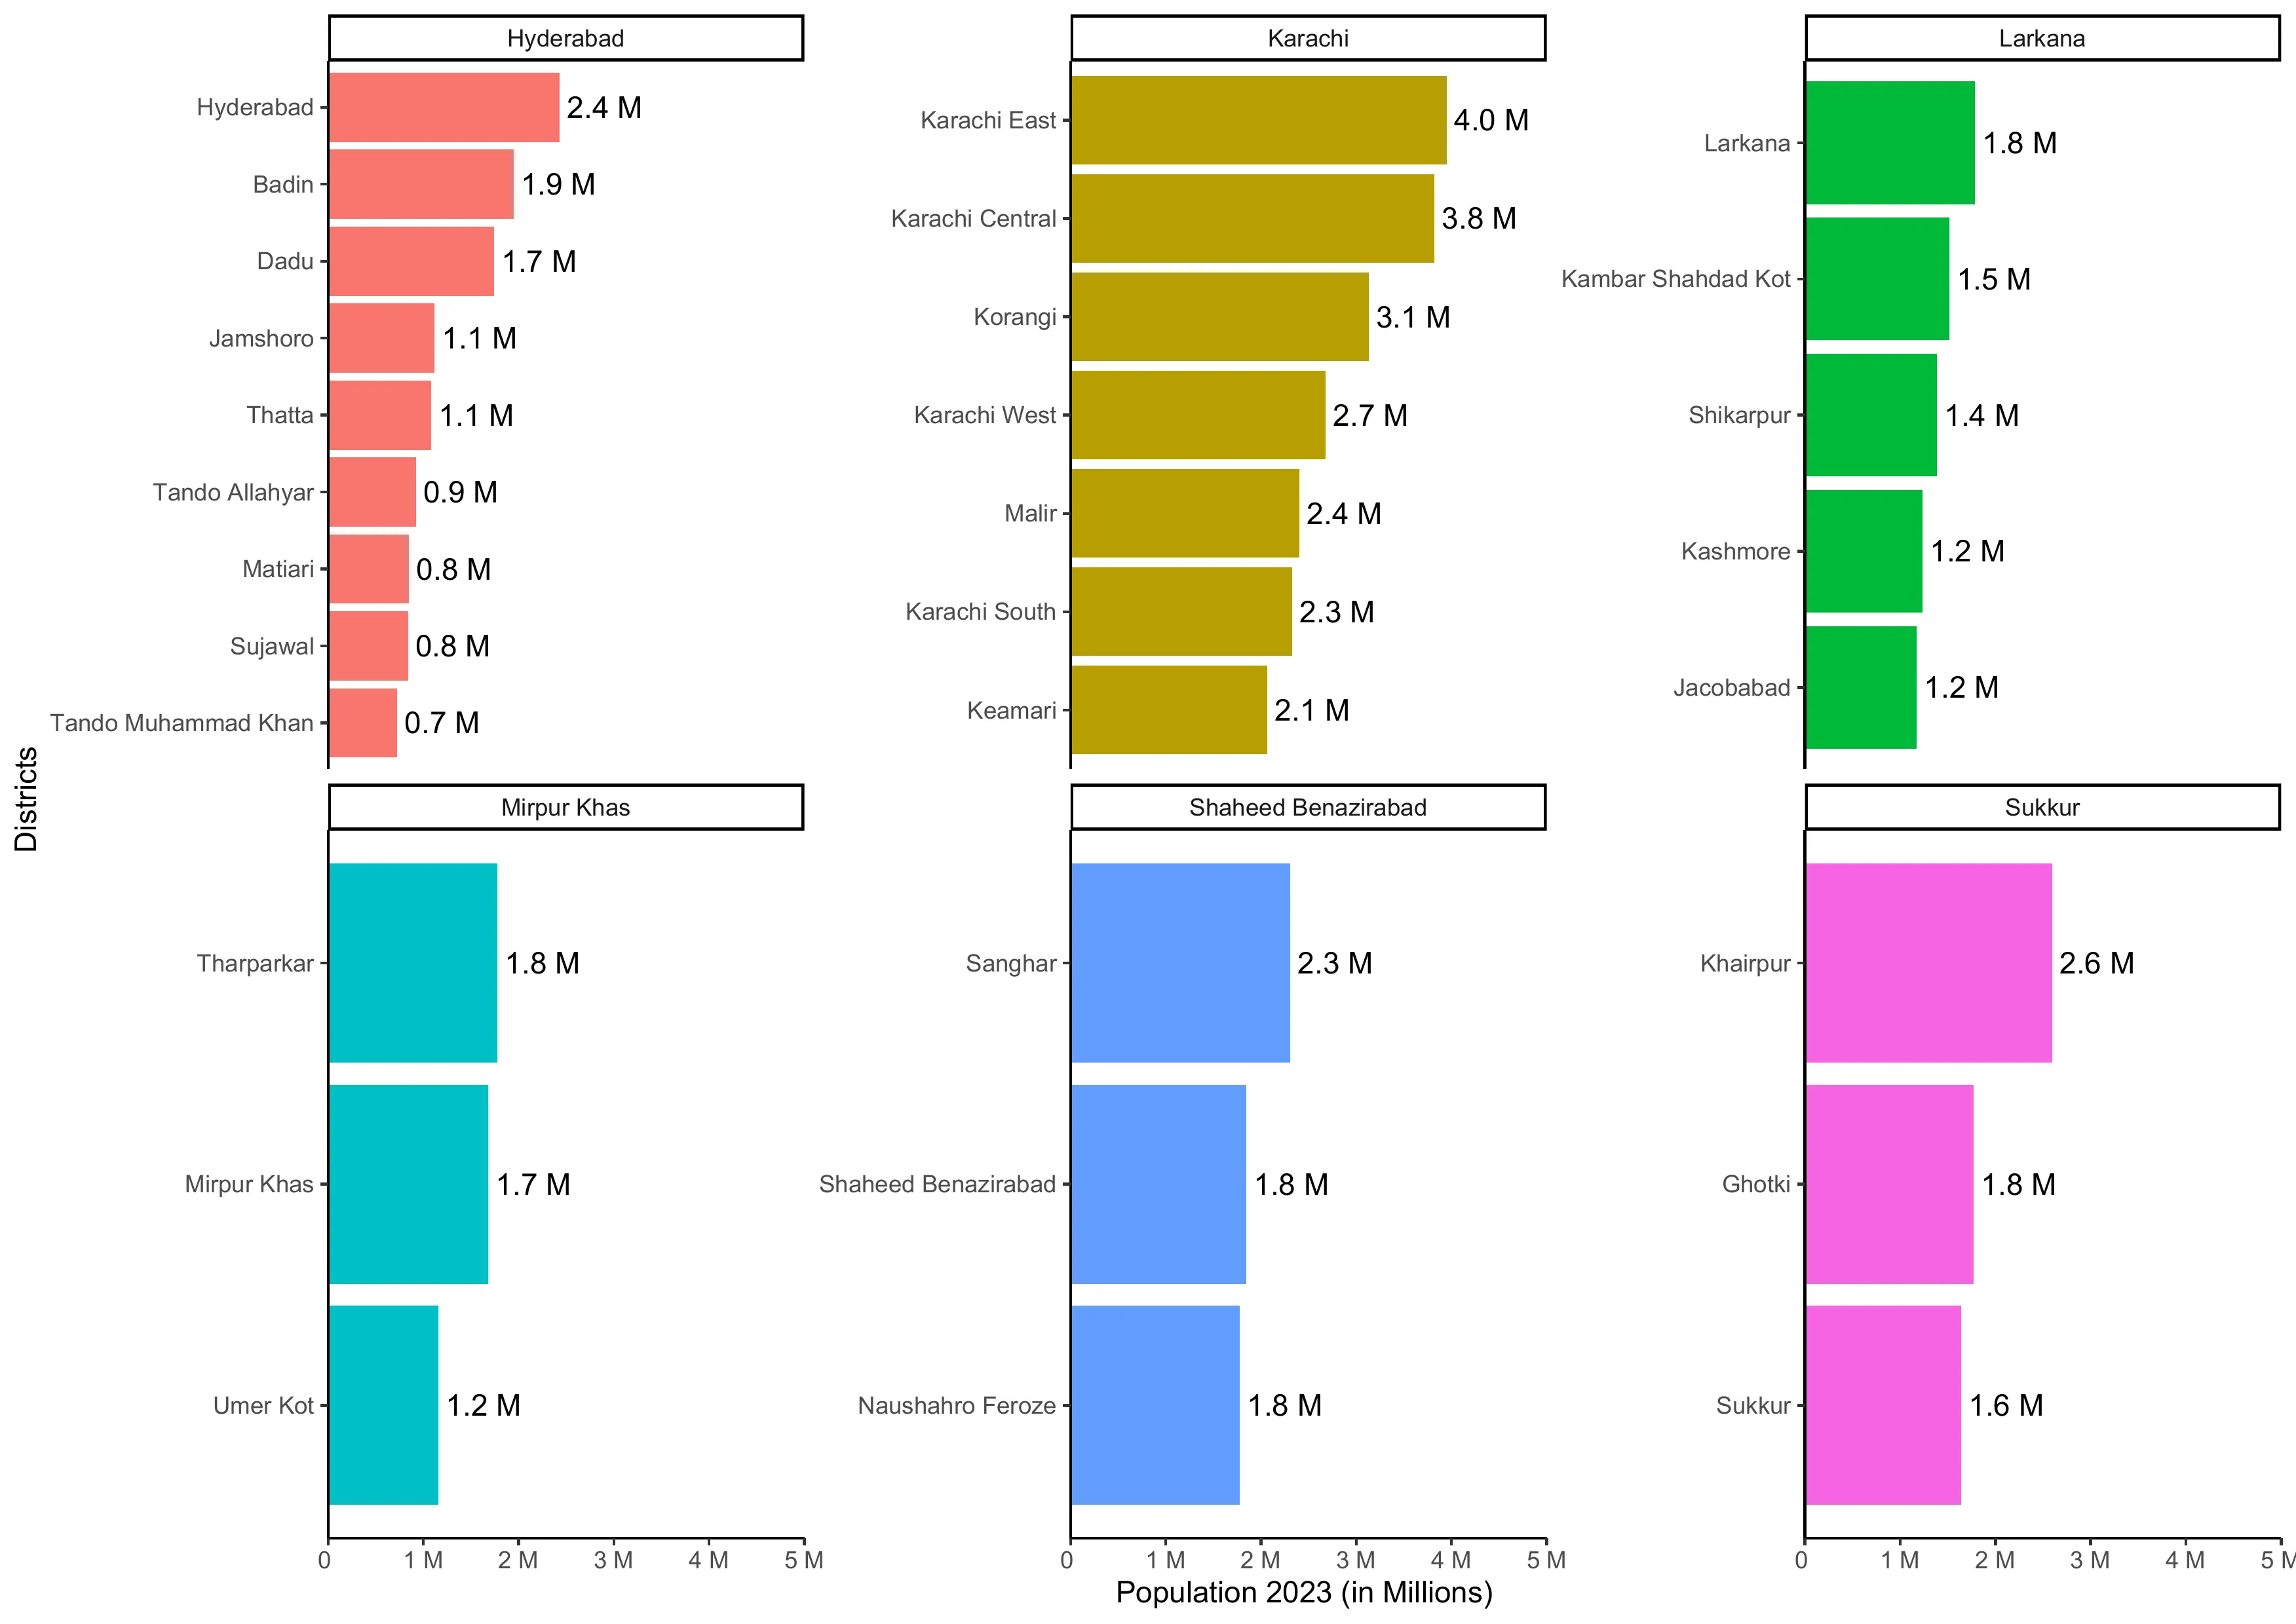 Hyderabad
Hyderabad 2.4 M
Badin 1.9 M
Dadu 1.7 M
Jamshoro 1.1 M
Thatta 1.1 M
Tando Allahyar 0.9 M
Matiari 0.8 M
Sujawal 0.8 M
Tando Muhammad Khan 0.7 M
Karachi
Karachi East 4.0 M
Karachi Central 3.8 M
Korangi 3.1 M
Karachi West 2.7 M
Malir 2.4 M
Karachi South 2.3 M
Keamari 2.1 M
Larkana
Larkana 1.8 M
Kambar Shahdad Kot 1.5 M
Shikarpur 1.4 M
Kashmore 1.2 M
Jacobabad 1.2 M
Districts
Mirpur Khas
Tharparkar 1.8 M
Mirpur Khas 1.7 M
Umer Kot 1.2 M
0 1 M 2 M 3 M 4 M 5 M
Shaheed Benazirabad
Sanghar 2.3 M
Shaheed Benazirabad 1.8 M
Naushahro Feroze 1.8 M
0 1 M 2 M 3 M 4 M 5 M
Sukkur
Khairpur 2.6 M
Ghotki 1.8 M
Sukkur 1.6 M
0 1 M 2 M 3 M 4 M 5 M
Population 2023 (in Millions)